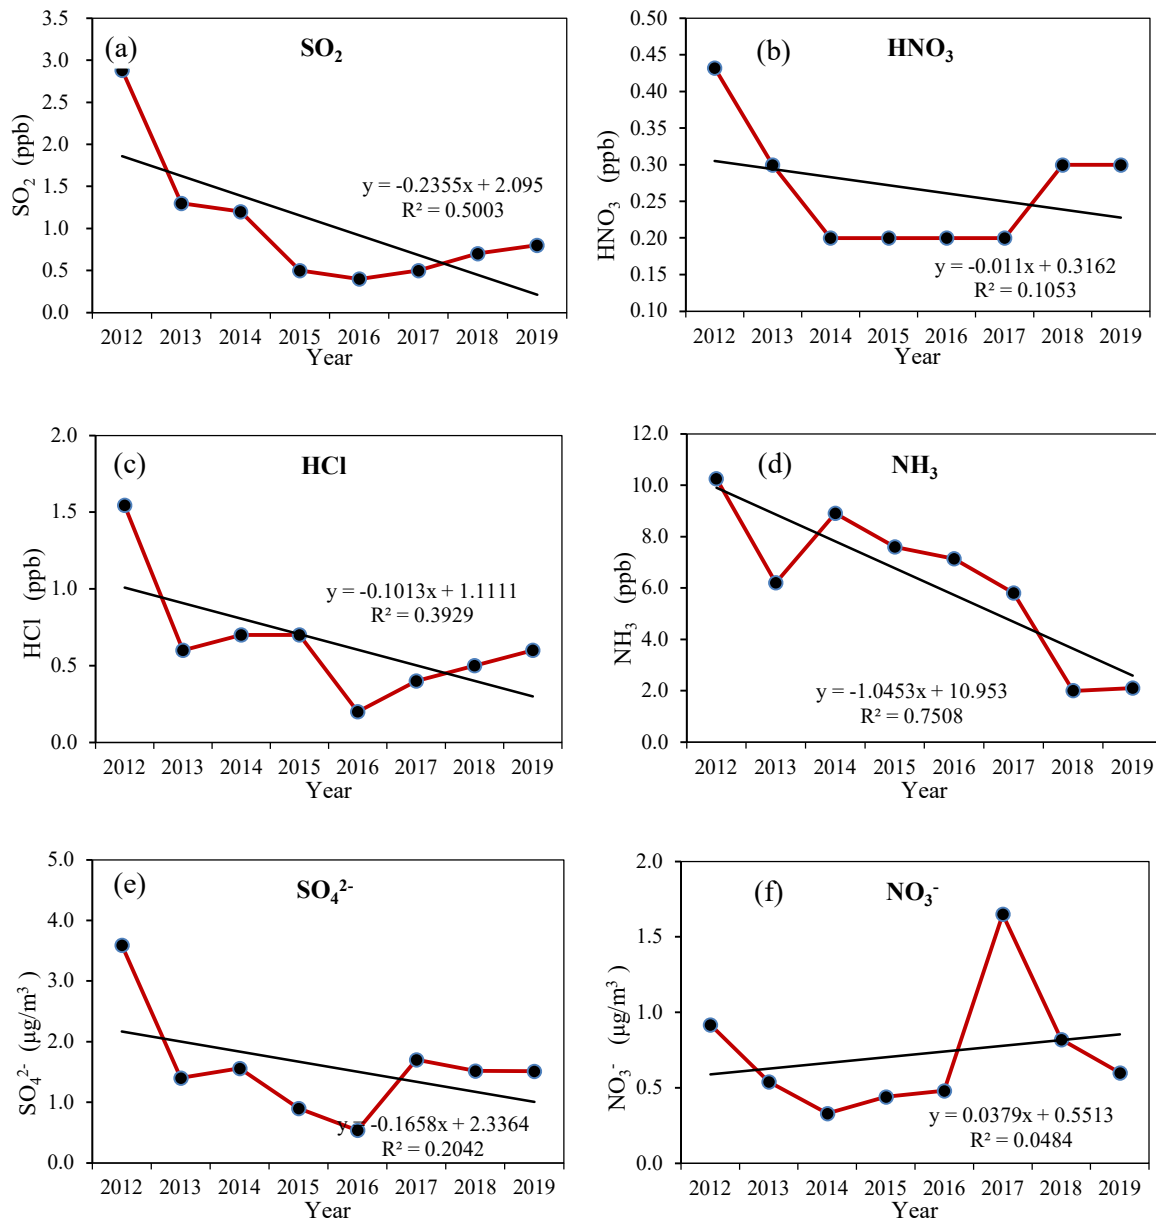 (a)
SO₂
3.5
3.0
2.5
2.0
1.5
1.0
0.5
0.0
SO₂ (ppb)
y = -0.2355x + 2.095
R² = 0.5003
2012 2013 2014 2015 2016 2017 2018 2019
Year
(b)
HNO₃
0.50
0.45
0.40
0.35
0.30
0.25
0.20
0.15
0.10
HNO₃ (ppb)
y = -0.011x + 0.3162
R² = 0.1053
2012 2013 2014 2015 2016 2017 2018 2019
Year
(c)
HCl
2.0
1.5
1.0
0.5
0.0
HCl (ppb)
y = -0.1013x + 1.1111
R² = 0.3929
2012 2013 2014 2015 2016 2017 2018 2019
Year
(d)
NH₃
12.0
10.0
8.0
6.0
4.0
2.0
0.0
NH₃ (ppb)
y = -1.0453x + 10.953
R² = 0.7508
2012 2013 2014 2015 2016 2017 2018 2019
Year
(e)
SO₄²⁻
5.0
4.0
3.0
2.0
1.0
0.0
SO₄²⁻ (µg/m³)
y = -0.1658x + 2.3364
R² = 0.2042
2012 2013 2014 2015 2016 2017 2018 2019
Year
(f)
NO₃⁻
2.0
1.5
1.0
0.5
0.0
NO₃⁻ (µg/m³ )
y = 0.0379x + 0.5513
R² = 0.0484
2012 2013 2014 2015 2016 2017 2018 2019
Year